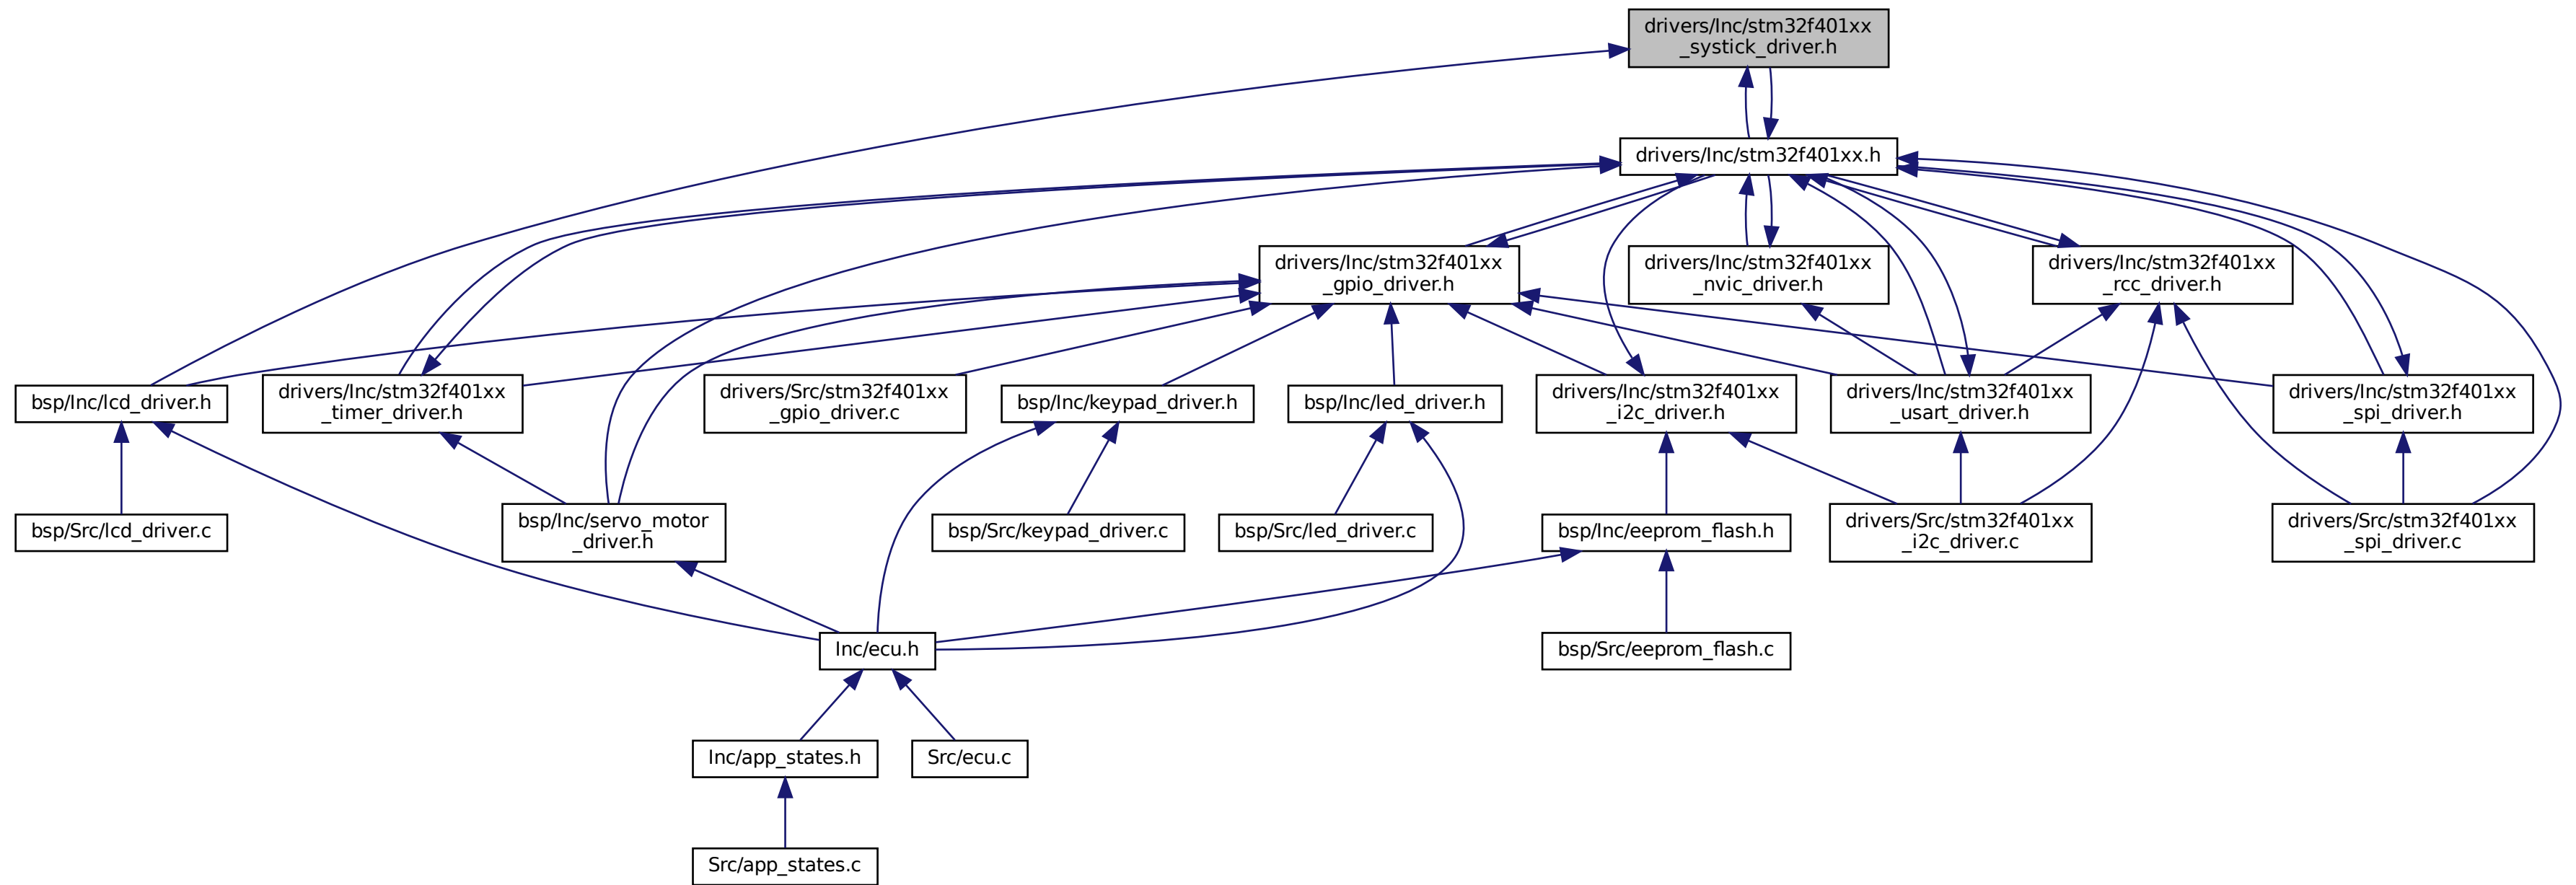 drivers/Inc/stm32f401xx
_systick_driver.h
drivers/Inc/stm32f401xx.h
drivers/Inc/stm32f401xx
_gpio_driver.h
drivers/Inc/stm32f401xx
_nvic_driver.h
drivers/Inc/stm32f401xx
_rcc_driver.h
bsp/Inc/lcd_driver.h
drivers/Inc/stm32f401xx
_timer_driver.h
drivers/Src/stm32f401xx
_gpio_driver.c
bsp/Inc/keypad_driver.h
bsp/Inc/led_driver.h
drivers/Inc/stm32f401xx
_i2c_driver.h
drivers/Inc/stm32f401xx
_usart_driver.h
drivers/Inc/stm32f401xx
_spi_driver.h
bsp/Src/lcd_driver.c
bsp/Inc/servo_motor
_driver.h
bsp/Src/keypad_driver.c
bsp/Src/led_driver.c
bsp/Inc/eeprom_flash.h
drivers/Src/stm32f401xx
_i2c_driver.c
drivers/Src/stm32f401xx
_spi_driver.c
Inc/ecu.h
bsp/Src/eeprom_flash.c
Inc/app_states.h
Src/ecu.c
Src/app_states.c